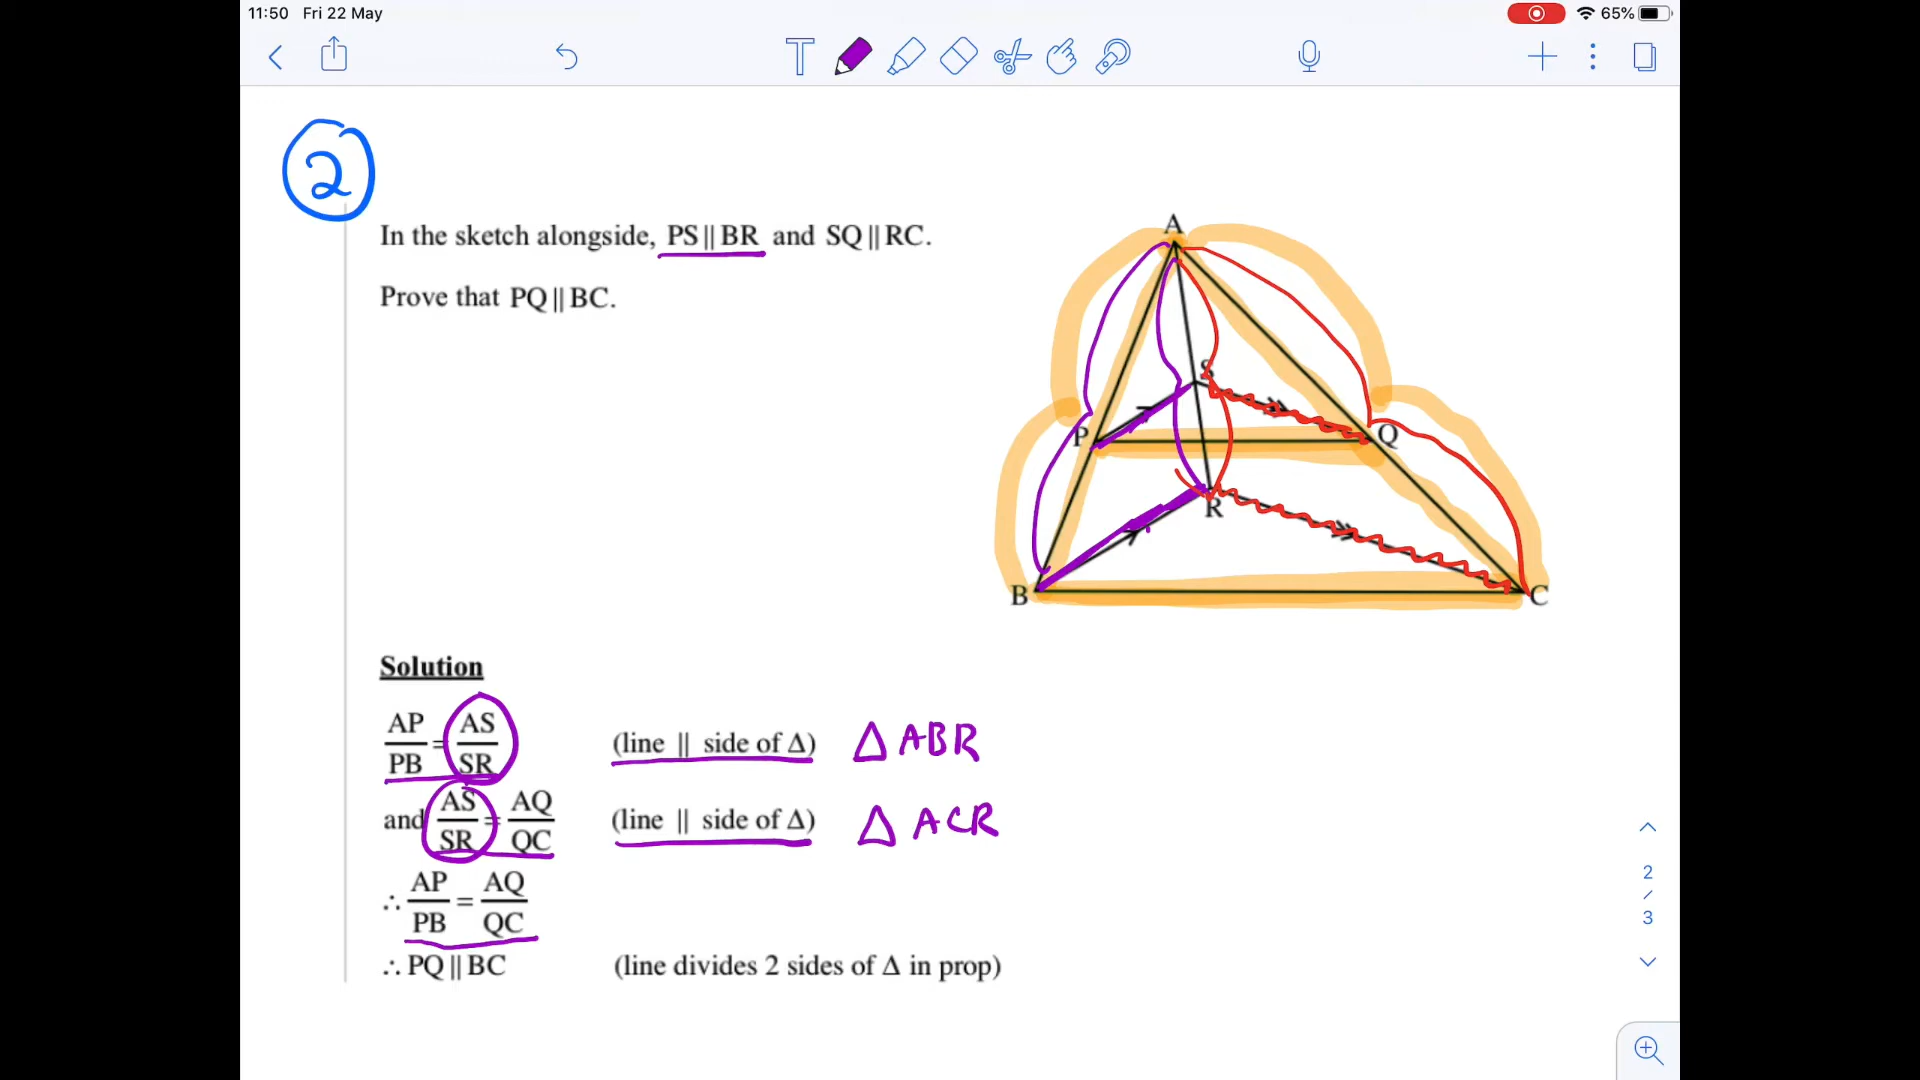 11:50 Fri 22 May 65%
2
In the sketch alongside, PS || BR and SQ || RC.
Prove that PQ || BC.
A
S
P
Q
R
B
C
Solution
AP/PB = AS/SR (line || side of Δ) Δ ABR
and AS/SR = AQ/QC (line || side of Δ) Δ ACR
∴ AP/PB = AQ/QC
∴ PQ || BC (line divides 2 sides of Δ in prop)
2
/
3